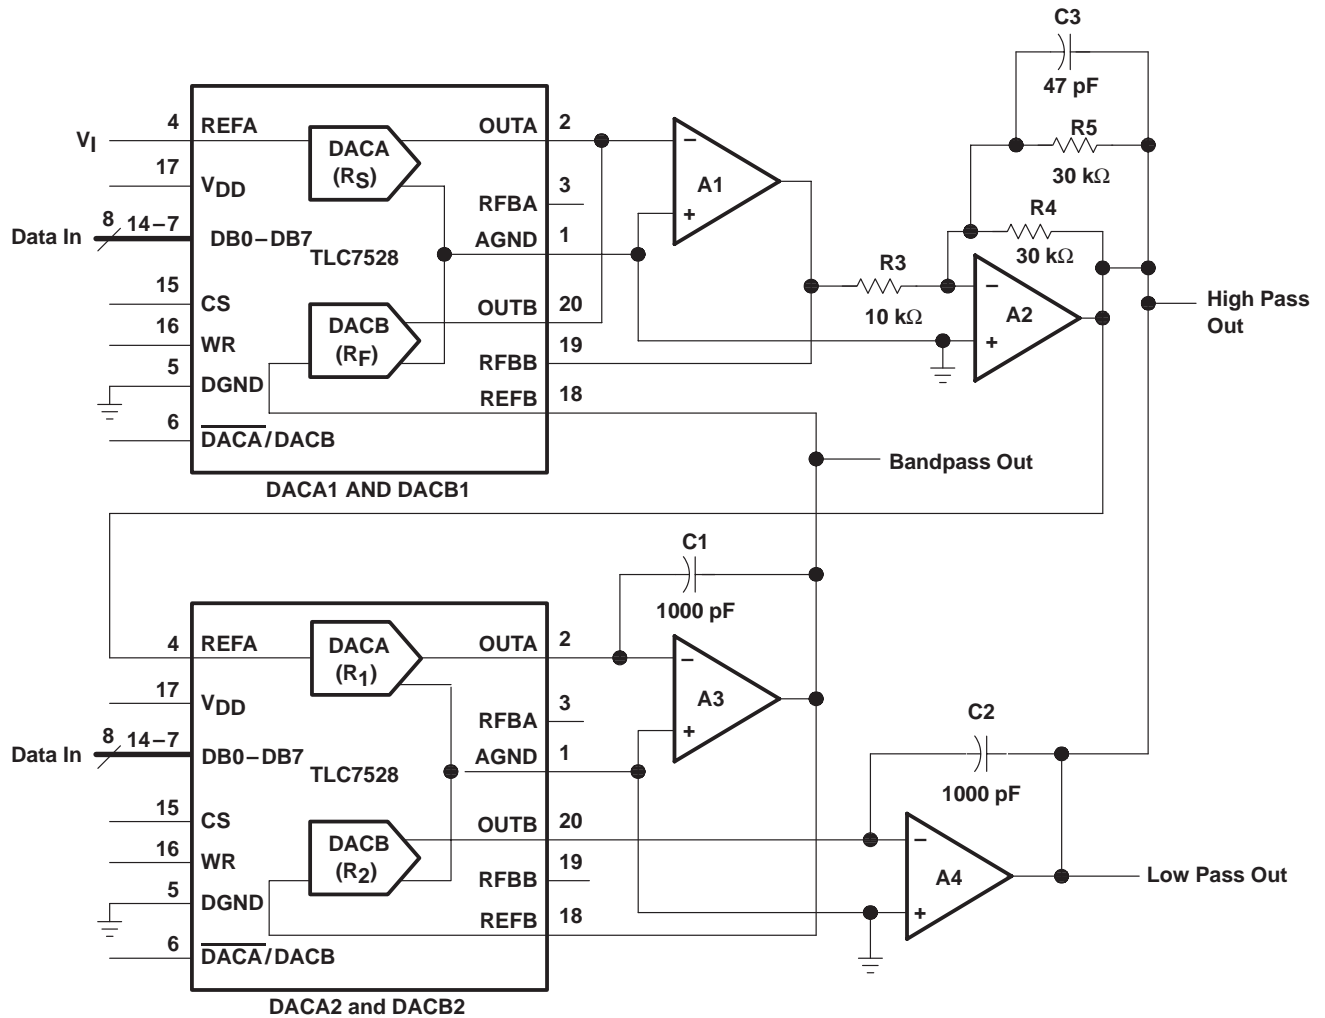 C3
47 pF
R5
30 kΩ
R4
30 kΩ
R3
10 kΩ
V_I
4
REFA
17
V_DD
Data In
8
14–7
DB0–DB7
TLC7528
15
CS
16
WR
5
DGND
6
DACA/DACB
DACA
(R_S)
DACB
(R_F)
OUTA
2
RFBA
3
AGND
1
OUTB
20
RFBB
19
REFB
18
DACA1 AND DACB1
–
A1
+
–
A2
+
High Pass
Out
Bandpass Out
C1
1000 pF
4
REFA
17
V_DD
Data In
8
14–7
DB0–DB7
TLC7528
15
CS
16
WR
5
DGND
6
DACA/DACB
DACA
(R_1)
DACB
(R_2)
OUTA
2
RFBA
3
AGND
1
OUTB
20
RFBB
19
REFB
18
DACA2 and DACB2
–
A3
+
C2
1000 pF
–
A4
+
Low Pass Out